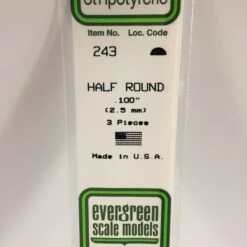 Item No. Loc. Code
243
HALF ROUND
.100"
(2.5 mm)
3 Pieces
Made in U.S.A.
evergreen
scale models